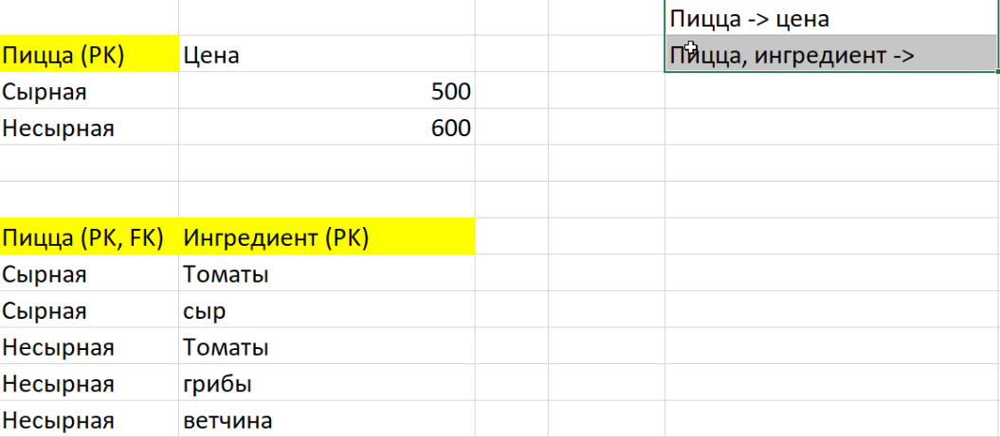 Пицца -> цена
Пицца (PK) Цена Пицца, ингредиент ->
Сырная 500
Несырная 600
Пицца (PK, FK) Ингредиент (PK)
Сырная Томаты
Сырная сыр
Несырная Томаты
Несырная грибы
Несырная ветчина